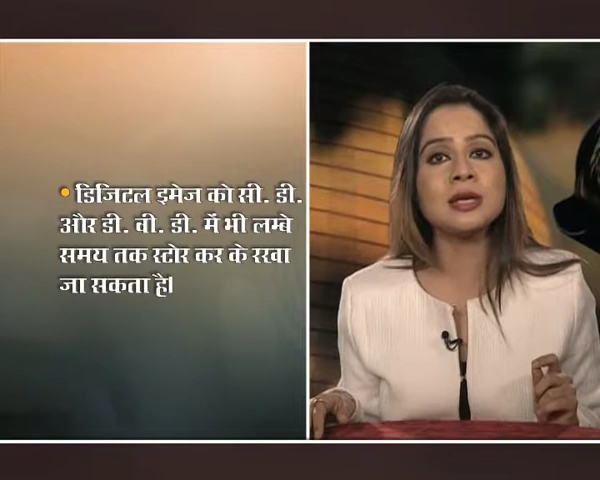 • डिजिटल इमेज को सी. डी.
और डी. वी. डी. में भी लम्बे
समय तक स्टोर कर के रखा
जा सकता है।